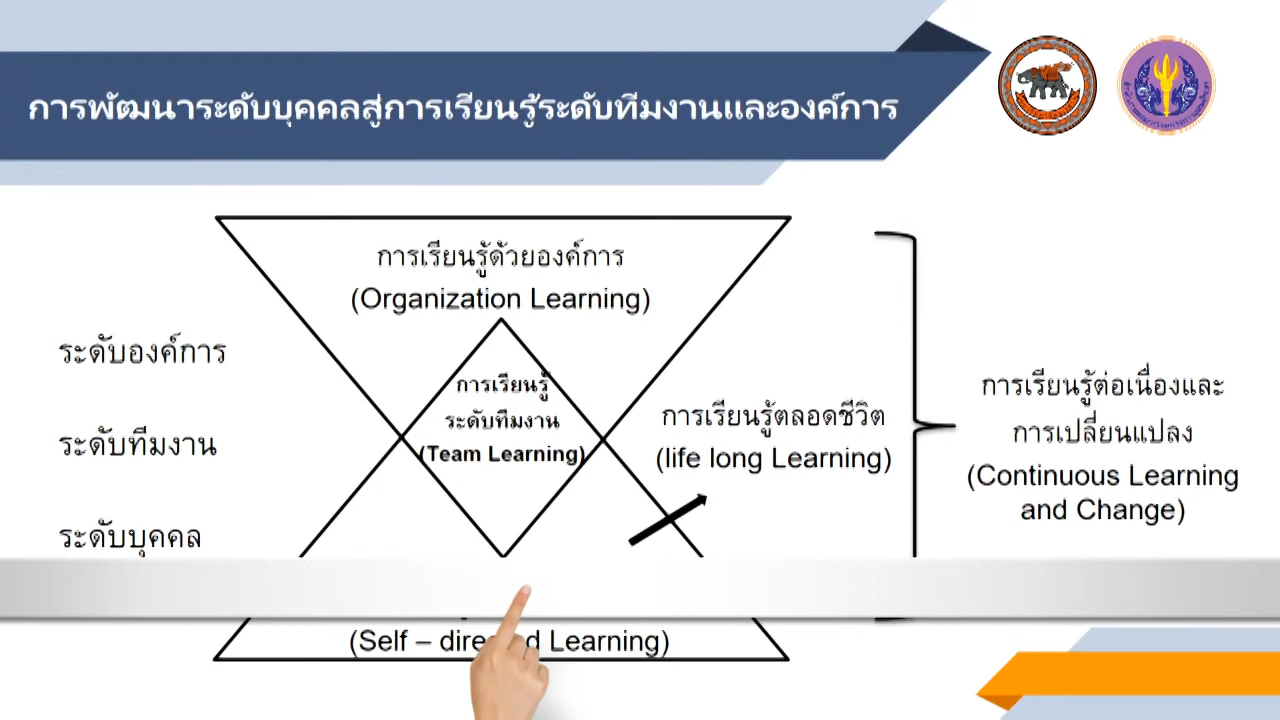 การพัฒนาระดับบุคคลสู่การเรียนรู้ระดับทีมงานและองค์การ
การเรียนรู้ด้วยองค์การ
(Organization Learning)
ระดับองค์การ
ระดับทีมงาน
ระดับบุคคล
การเรียนรู้
ระดับทีมงาน
(Team Learning)
การเรียนรู้ตลอดชีวิต
(life long Learning)
การเรียนรู้ต่อเนื่องและ
การเปลี่ยนแปลง
(Continuous Learning
and Change)
(Self – directed Learning)